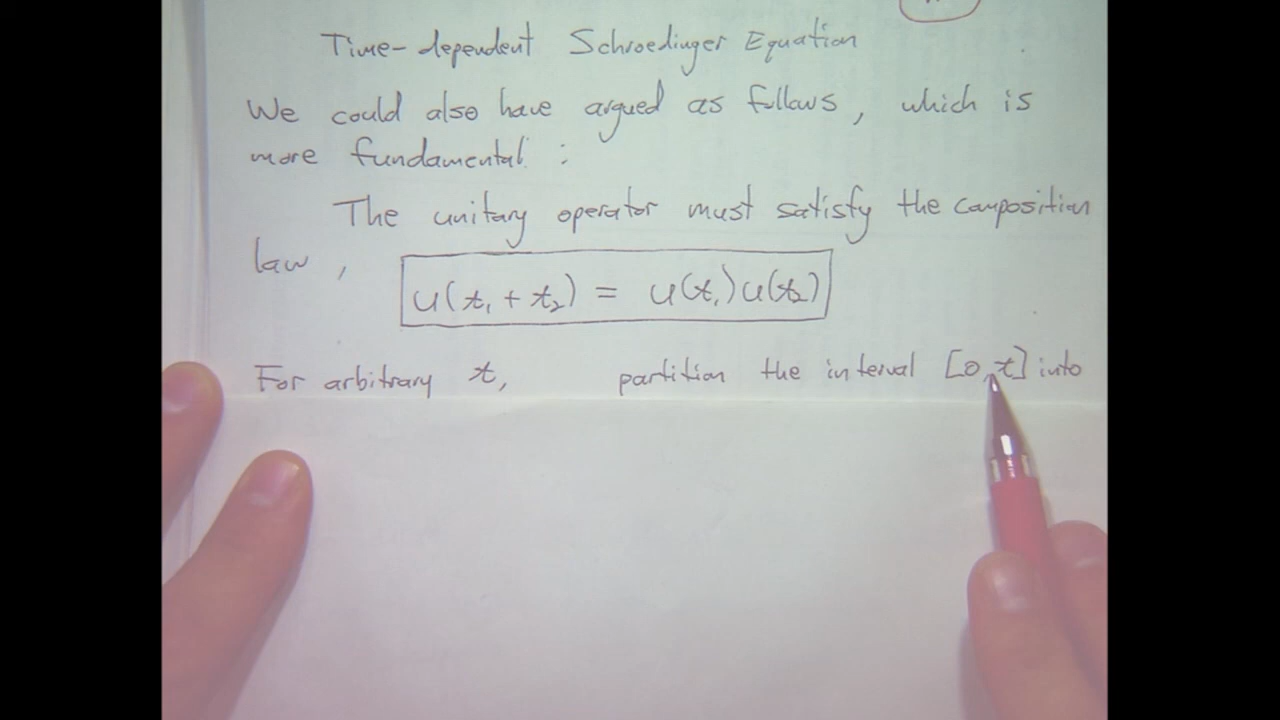 Time-dependent Schroedinger Equation
We could also have argued as follows, which is
more fundamental :
The unitary operator must satisfy the composition
law ,
U(t₁ + t₂) = U(t₁)U(t₂)
For arbitrary t, partition the interval [0,t] into